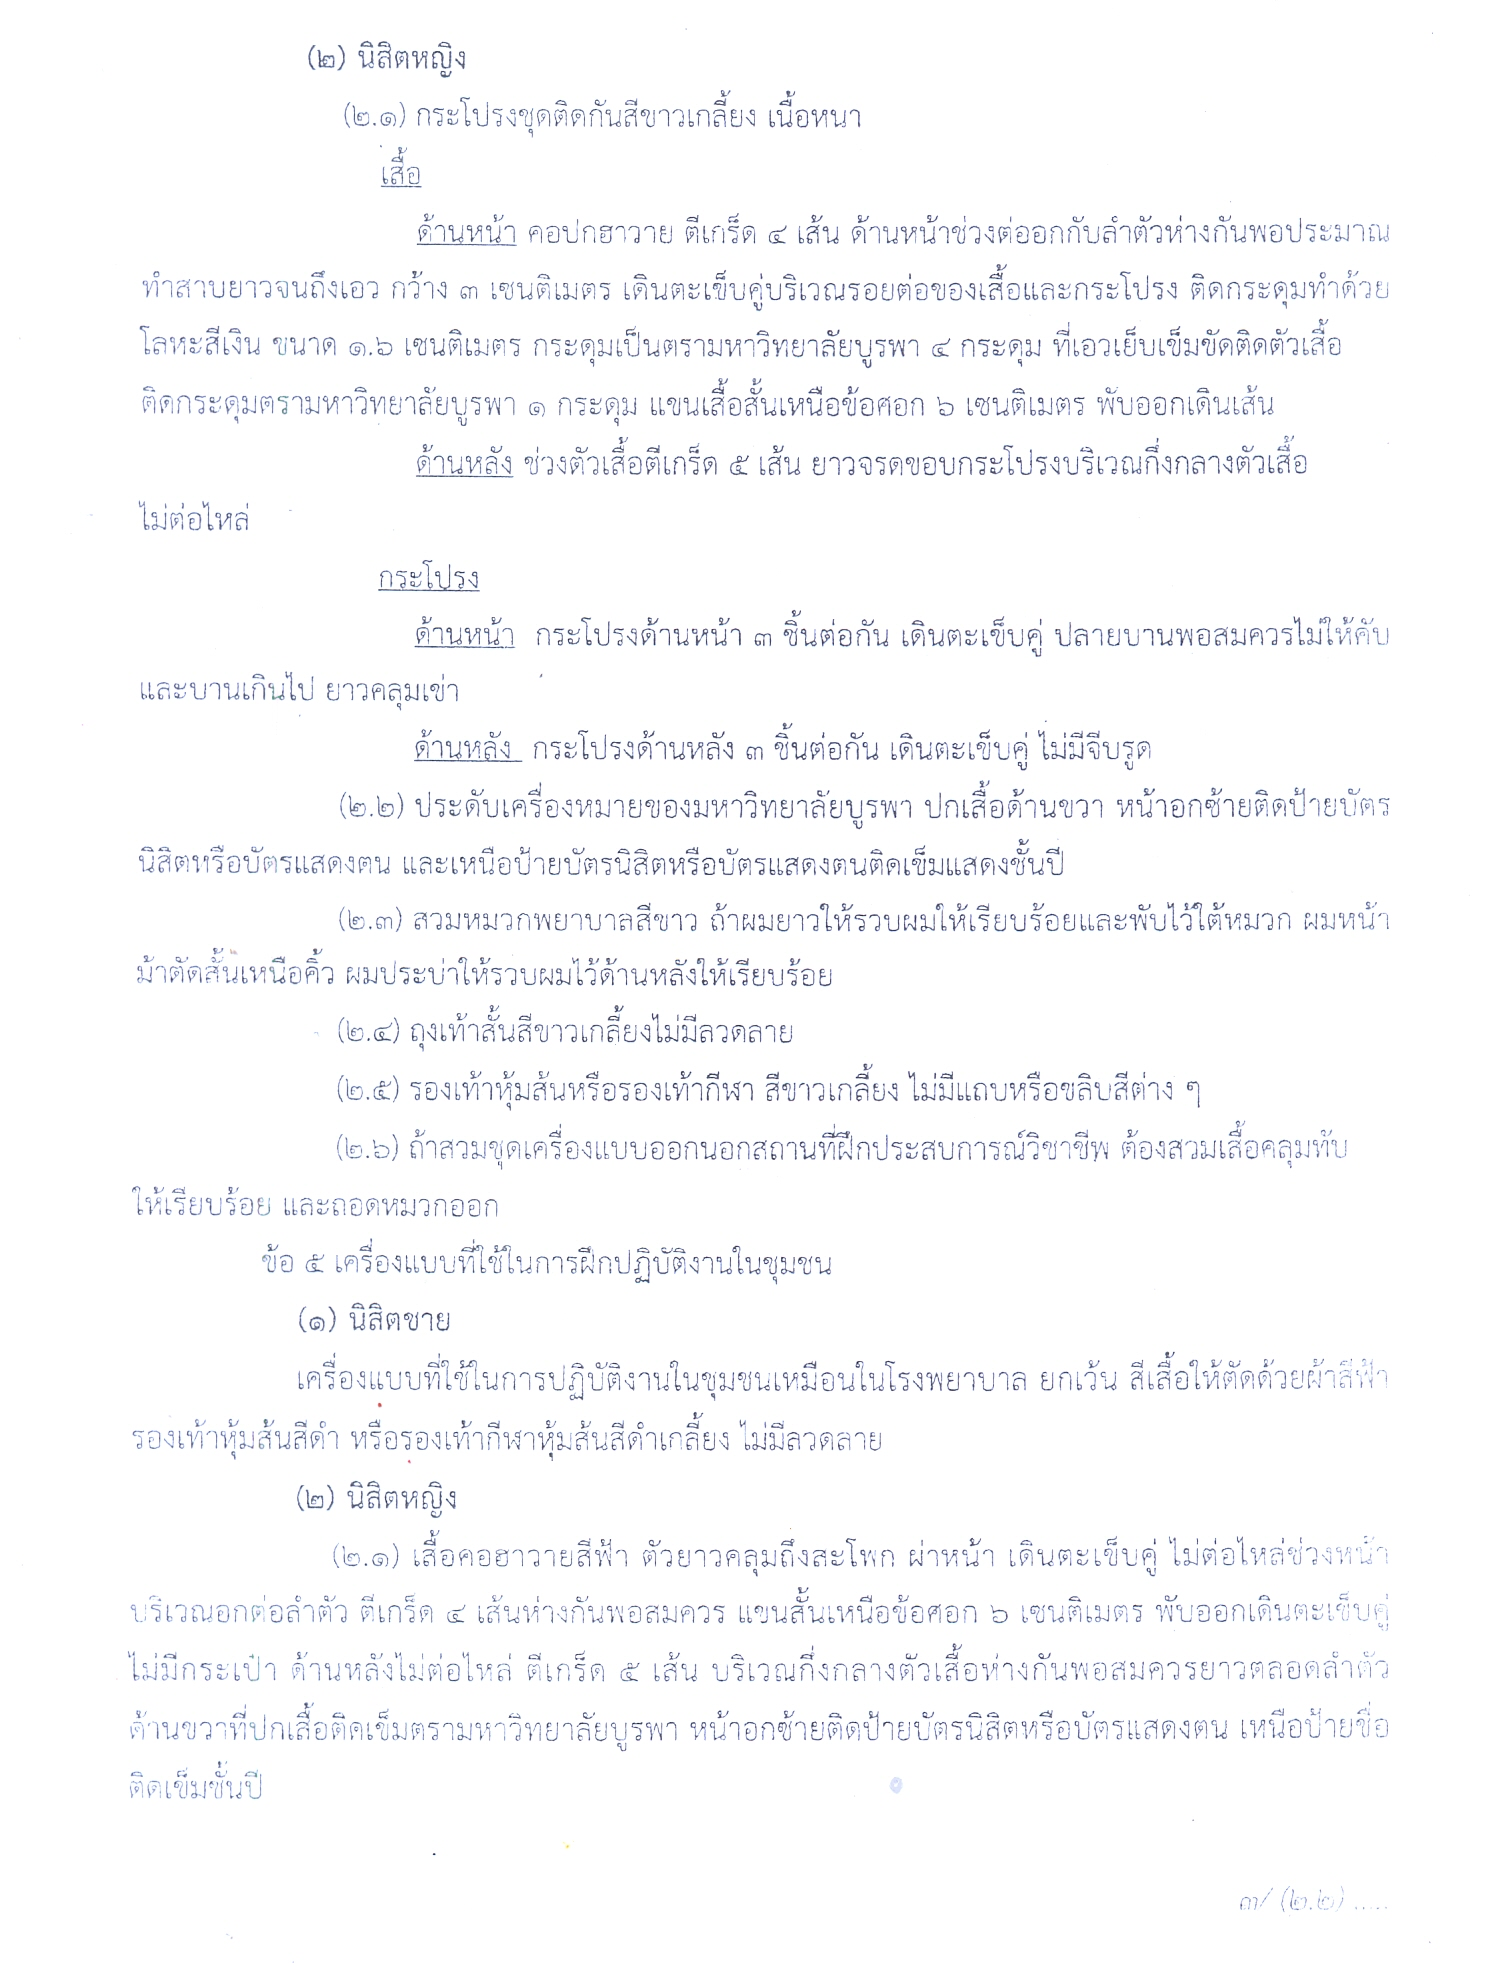 (๒) นิสิตหญิง
(๒.๑) กระโปรงชุดติดกันสีขาวเกลี้ยง เนื้อหนา
เสื้อ
ด้านหน้า คอปกฮาวาย ตีเกร็ด ๔ เส้น ด้านหน้าช่วงต่ออกกับลำตัวห่างกันพอประมาณ
ทำสาบยาวจนถึงเอว กว้าง ๓ เซนติเมตร เดินตะเข็บคู่บริเวณรอยต่อของเสื้อและกระโปรง ติดกระดุมทำด้วย
โลหะสีเงิน ขนาด ๑.๖ เซนติเมตร กระดุมเป็นตรามหาวิทยาลัยบูรพา ๔ กระดุม ที่เอวเย็บเข็มขัดติดตัวเสื้อ
ติดกระดุมตรามหาวิทยาลัยบูรพา ๑ กระดุม แขนเสื้อสั้นเหนือข้อศอก ๖ เซนติเมตร พับออกเดินเส้น
ด้านหลัง ช่วงตัวเสื้อตีเกร็ด ๕ เส้น ยาวจรดขอบกระโปรงบริเวณกึ่งกลางตัวเสื้อ
ไม่ต่อไหล่
กระโปรง
ด้านหน้า กระโปรงด้านหน้า ๓ ชิ้นต่อกัน เดินตะเข็บคู่ ปลายบานพอสมควรไม่ให้คับ
และบานเกินไป ยาวคลุมเข่า
ด้านหลัง กระโปรงด้านหลัง ๓ ชิ้นต่อกัน เดินตะเข็บคู่ ไม่มีจีบรูด
(๒.๒) ประดับเครื่องหมายของมหาวิทยาลัยบูรพา ปกเสื้อด้านขวา หน้าอกซ้ายติดป้ายบัตร
นิสิตหรือบัตรแสดงตน และเหนือป้ายบัตรนิสิตหรือบัตรแสดงตนติดเข็มแสดงชั้นปี
(๒.๓) สวมหมวกพยาบาลสีขาว ถ้าผมยาวให้รวบผมให้เรียบร้อยและพับไว้ใต้หมวก ผมหน้า
ม้าตัดสั้นเหนือคิ้ว ผมประบ่าให้รวบผมไว้ด้านหลังให้เรียบร้อย
(๒.๔) ถุงเท้าสั้นสีขาวเกลี้ยงไม่มีลวดลาย
(๒.๕) รองเท้าหุ้มส้นหรือรองเท้ากีฬา สีขาวเกลี้ยง ไม่มีแถบหรือขลิบสีต่าง ๆ
(๒.๖) ถ้าสวมชุดเครื่องแบบออกนอกสถานที่ฝึกประสบการณ์วิชาชีพ ต้องสวมเสื้อคลุมทับ
ให้เรียบร้อย และถอดหมวกออก
ข้อ ๕ เครื่องแบบที่ใช้ในการฝึกปฏิบัติงานในชุมชน
(๑) นิสิตชาย
เครื่องแบบที่ใช้ในการปฏิบัติงานในชุมชนเหมือนในโรงพยาบาล ยกเว้น สีเสื้อให้ตัดด้วยผ้าสีฟ้า
รองเท้าหุ้มส้นสีดำ หรือรองเท้ากีฬาหุ้มส้นสีดำเกลี้ยง ไม่มีลวดลาย
(๒) นิสิตหญิง
(๒.๑) เสื้อคอฮาวายสีฟ้า ตัวยาวคลุมถึงสะโพก ผ่าหน้า เดินตะเข็บคู่ ไม่ต่อไหล่ช่วงหน้า
บริเวณอกต่อลำตัว ตีเกร็ด ๔ เส้นห่างกันพอสมควร แขนสั้นเหนือข้อศอก ๖ เซนติเมตร พับออกเดินตะเข็บคู่
ไม่มีกระเป๋า ด้านหลังไม่ต่อไหล่ ตีเกร็ด ๕ เส้น บริเวณกึ่งกลางตัวเสื้อห่างกันพอสมควรยาวตลอดลำตัว
ด้านขวาที่ปกเสื้อติดเข็มตรามหาวิทยาลัยบูรพา หน้าอกซ้ายติดป้ายบัตรนิสิตหรือบัตรแสดงตน เหนือป้ายชื่อ
ติดเข็มชั้นปี
๓/ (๒.๒) .....